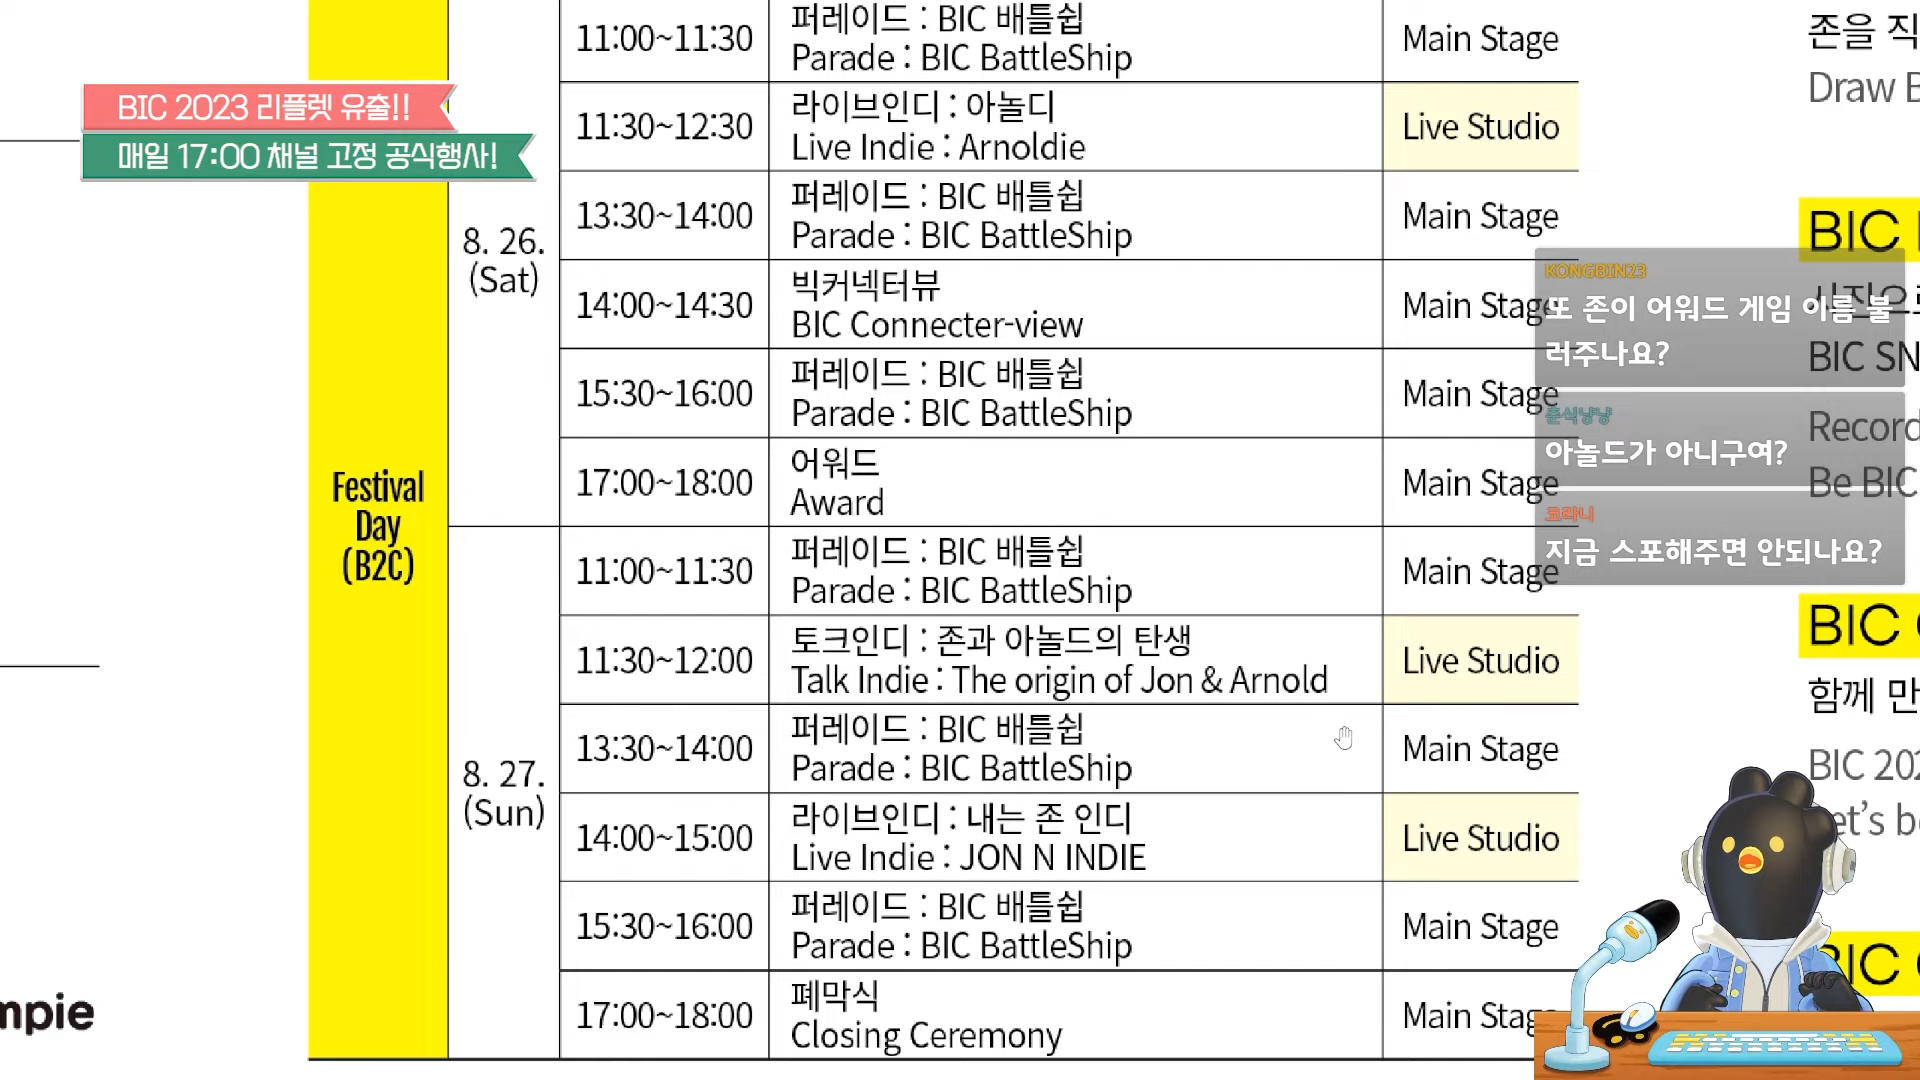 BIC 2023 리플렛 유출!!
매일 17:00 채널 고정 공식행사!
Festival
Day
(B2C)
8. 26.
(Sat)
11:00~11:30
퍼레이드 : BIC 배틀쉽
Parade : BIC BattleShip
Main Stage
11:30~12:30
라이브인디 : 아놀디
Live Indie : Arnoldie
Live Studio
13:30~14:00
퍼레이드 : BIC 배틀쉽
Parade : BIC BattleShip
Main Stage
14:00~14:30
빅커넥터뷰
BIC Connecter-view
Main Stage
15:30~16:00
퍼레이드 : BIC 배틀쉽
Parade : BIC BattleShip
Main Stage
17:00~18:00
어워드
Award
Main Stage
8. 27.
(Sun)
11:00~11:30
퍼레이드 : BIC 배틀쉽
Parade : BIC BattleShip
Main Stage
11:30~12:00
토크인디 : 존과 아놀드의 탄생
Talk Indie : The origin of Jon & Arnold
Live Studio
13:30~14:00
퍼레이드 : BIC 배틀쉽
Parade : BIC BattleShip
Main Stage
14:00~15:00
라이브인디 : 내는 존 인디
Live Indie : JON N INDIE
Live Studio
15:30~16:00
퍼레이드 : BIC 배틀쉽
Parade : BIC BattleShip
Main Stage
17:00~18:00
폐막식
Closing Ceremony
Main Stag
mpie
존을 직
Draw B
BIC
KONGBIN23
또 존이 어워드 게임 이름 불
러주나요?
BIC SN
춘식냥냥
아놀드가 아니구여?
Record
Be BIC
코라니
지금 스포해주면 안되나요?
BIC
함께 만
BIC 202
et's be
BIC